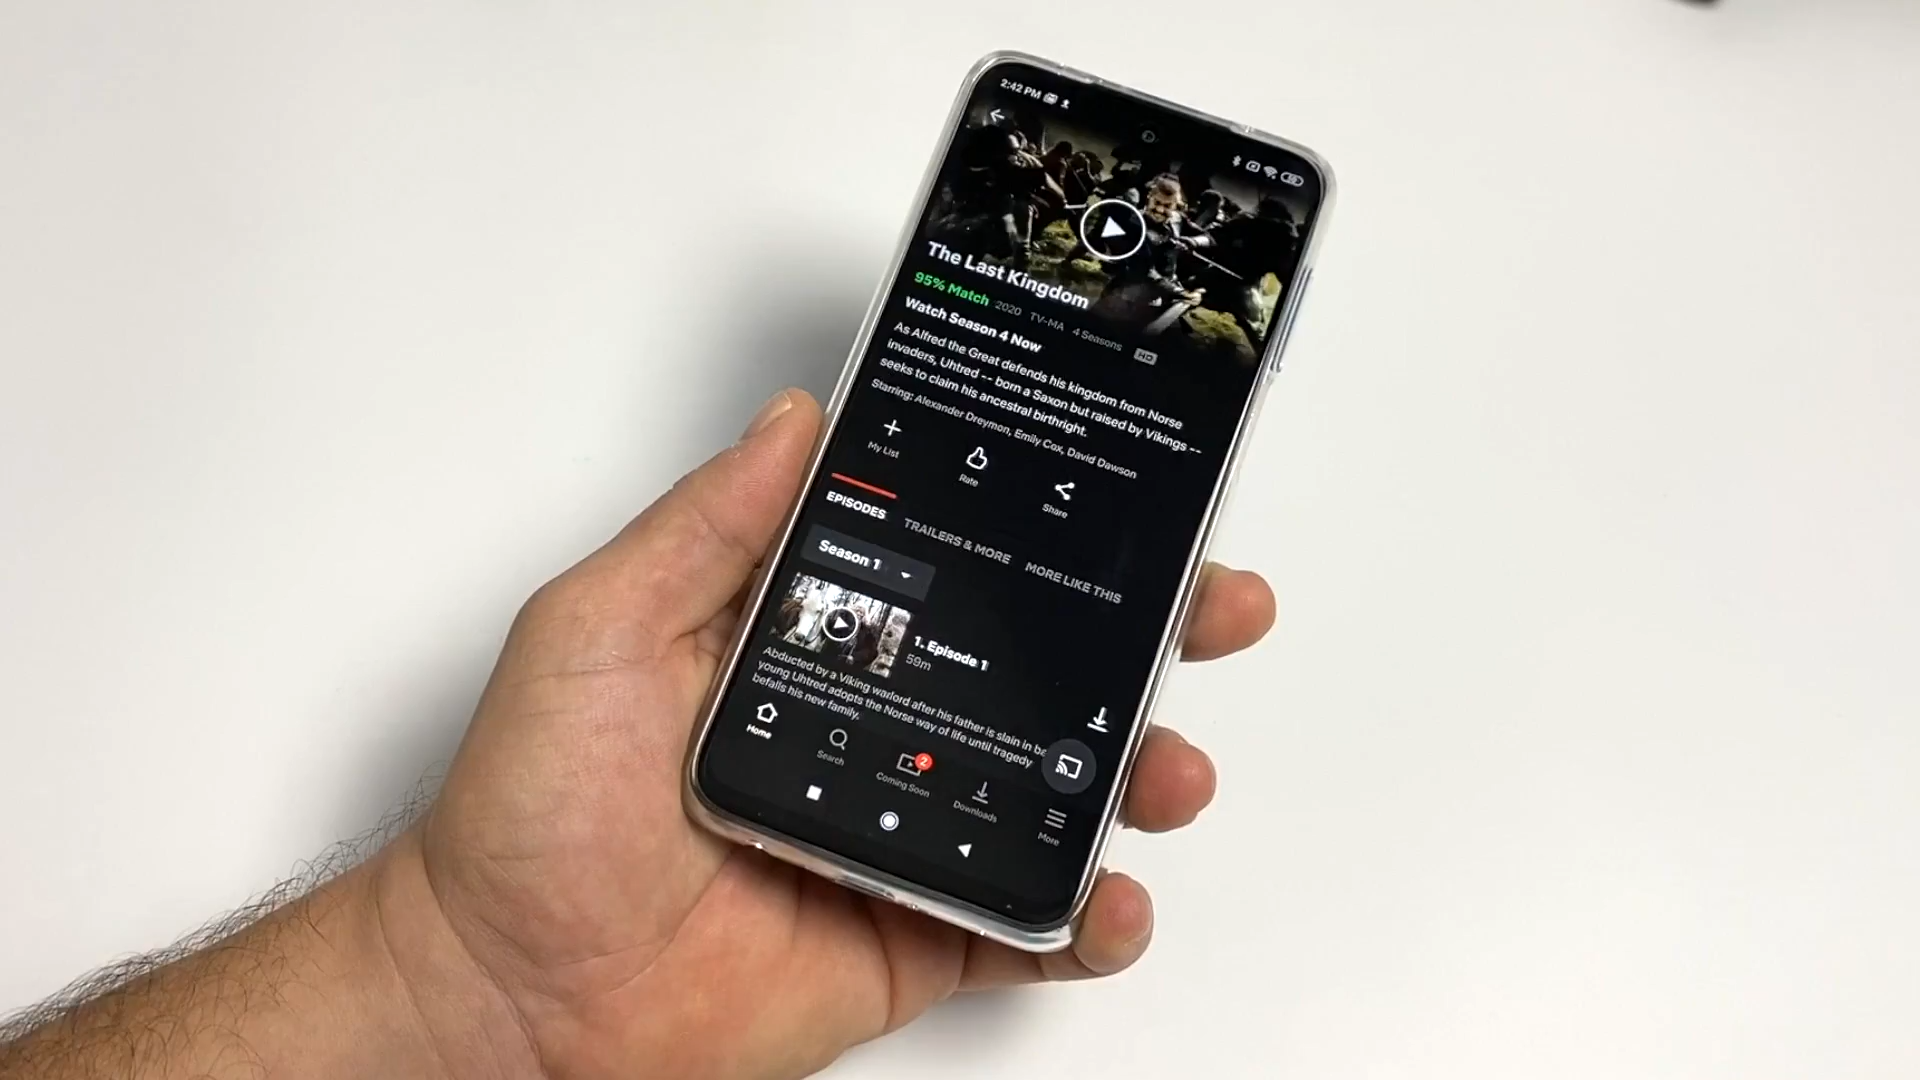 2:42 PM
The Last Kingdom
95% Match 2020 TV-MA 4 Seasons HD
Watch Season 4 Now
As Alfred the Great defends his kingdom from Norse
invaders, Uhtred -- born a Saxon but raised by Vikings --
seeks to claim his ancestral birthright.
Starring: Alexander Dreymon, Emily Cox, David Dawson
My List
Rate
Share
EPISODES
TRAILERS & MORE
MORE LIKE THIS
Season 1
1. Episode 1
59m
Abducted by a Viking warlord after his father is slain in ba
young Uhtred adopts the Norse way of life until tragedy
befalls his new family.
Home
Search
2
Coming Soon
Downloads
More